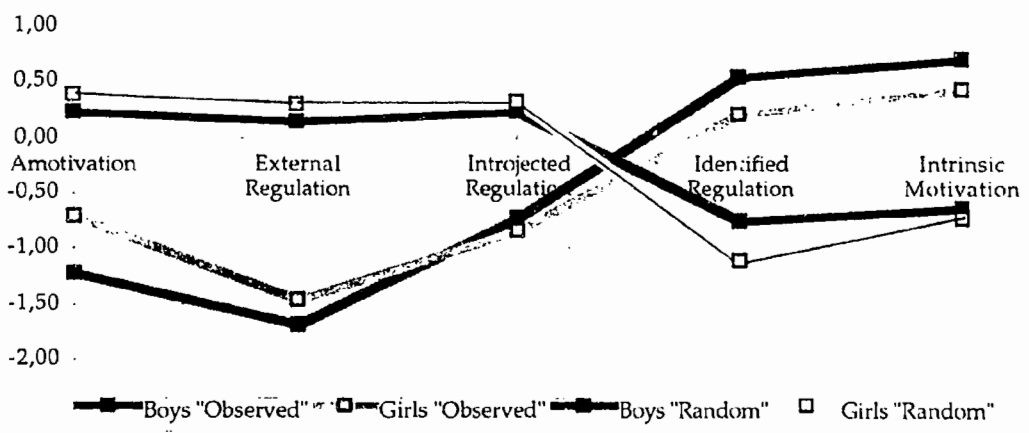 1,00
0,50
0,00
Amotivation
External
Regulation
Introjected
Regulation
Identified
Regulation
Intrinsic
Motivation
-0,50
-1,00
-1,50
-2,00
Boys "Observed" Girls "Observed" Boys "Random" Girls "Random"